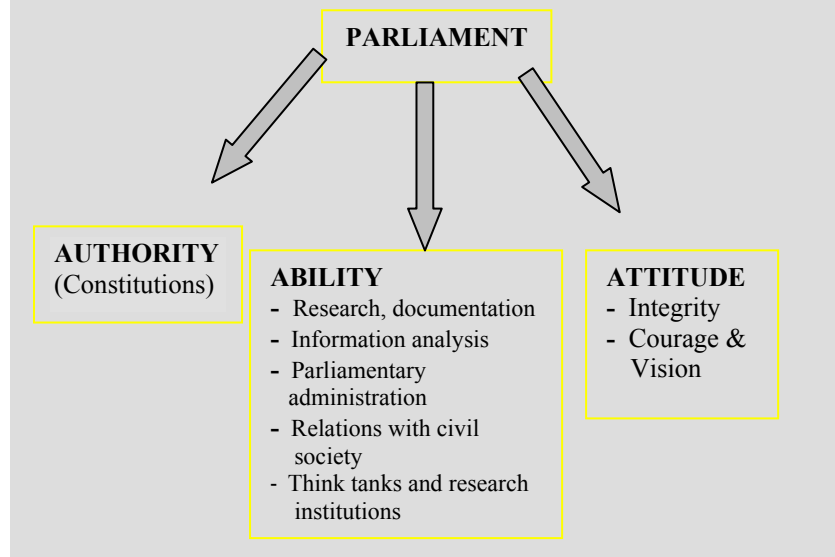 PARLIAMENT
AUTHORITY
(Constitutions)
ABILITY
- Research, documentation
- Information analysis
- Parliamentary
administration
- Relations with civil
society
- Think tanks and research
institutions
ATTITUDE
- Integrity
- Courage &
Vision